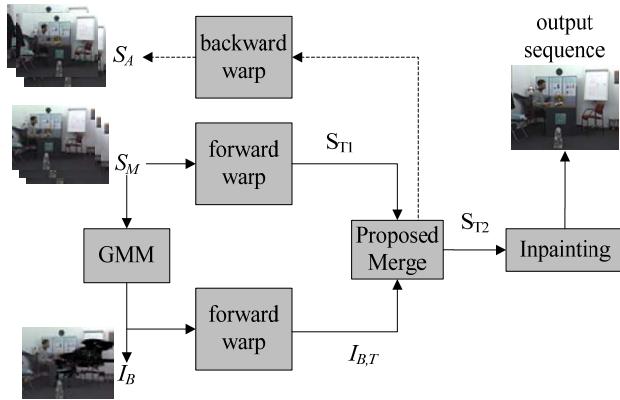 output
sequence
S_A
backward
warp
S_M
forward
warp
S_T1
GMM
Proposed
Merge
S_T2
Inpainting
forward
warp
I_B
I_B,T